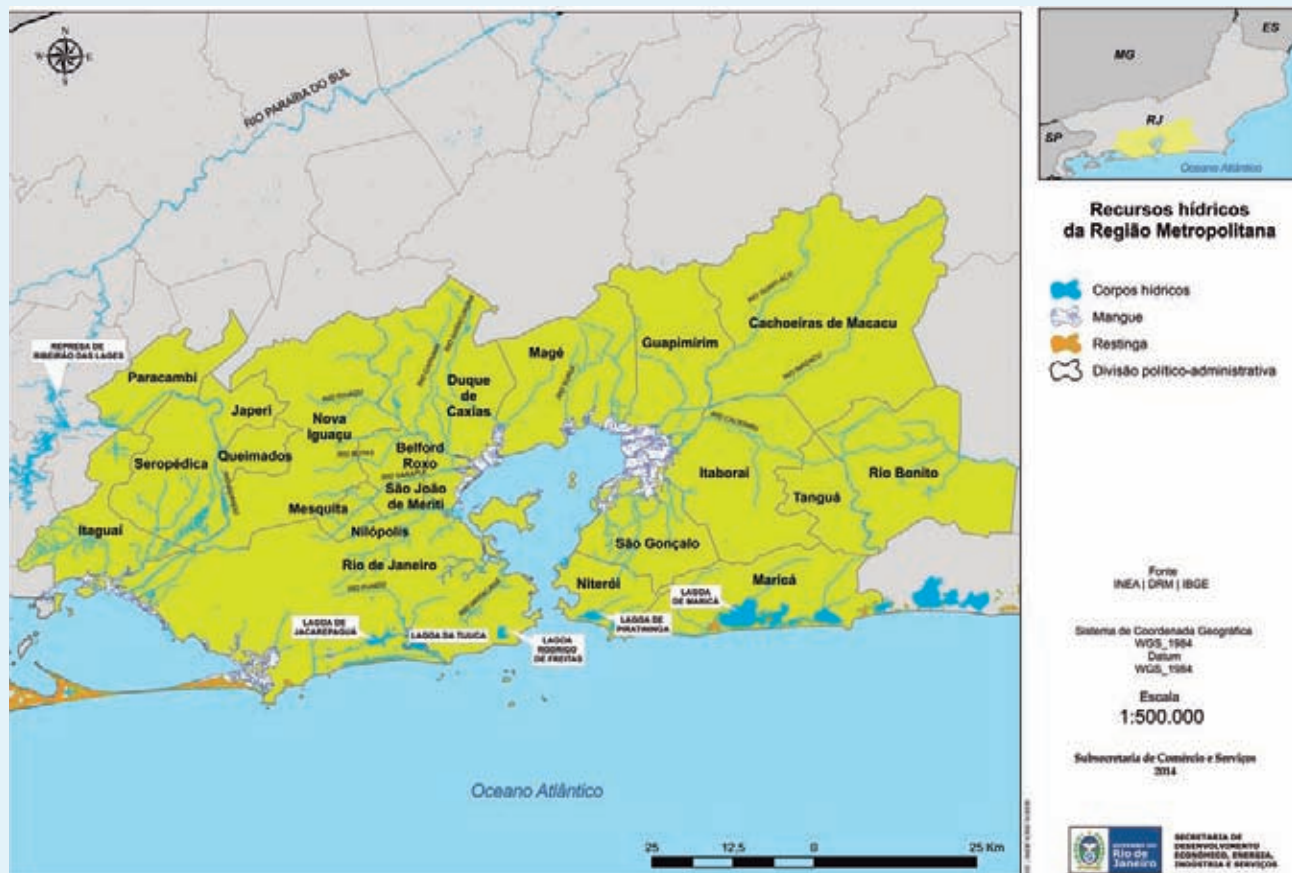 N
E
S
RIO PARAÍBA DO SUL
REPRESA DE
RIBEIRÃO DAS LAGES
Paracambi
Japeri
Seropédica
Queimados
Itaguaí
Nova
Iguaçu
Mesquita
Belford
Roxo
São João
de Meriti
Nilópolis
Rio de Janeiro
Duque
de
Caxias
Magé
Guapimirim
Cachoeiras de Macacu
RIO MACACU
Itaboraí
Tanguá
Rio Bonito
São Gonçalo
Niterói
Maricá
LAGOA
DE MARICÁ
LAGOA DE
PIRATININGA
LAGOA DE
JACAREPAGUÁ
LAGOA DA TIJUCA
LAGOA
RODRIGO
DE FREITAS
Oceano Atlântico
25
12,5
0
25 Km
MG
ES
SP
RJ
Oceano Atlântico
Recursos hídricos
da Região Metropolitana
Corpos hídricos
Mangue
Restinga
Divisão político-administrativa
Fonte
INEA | DRM | IBGE
Sistema de Coordenada Geográfica
WGS_1984
Datum
WGS_1984
Escala
1:500.000
Subsecretaria de Comércio e Serviços
2014
GOVERNO DO
Rio de
Janeiro
SECRETARIA DE
DESENVOLVIMENTO
ECONÔMICO, ENERGIA,
INDÚSTRIA E SERVIÇOS